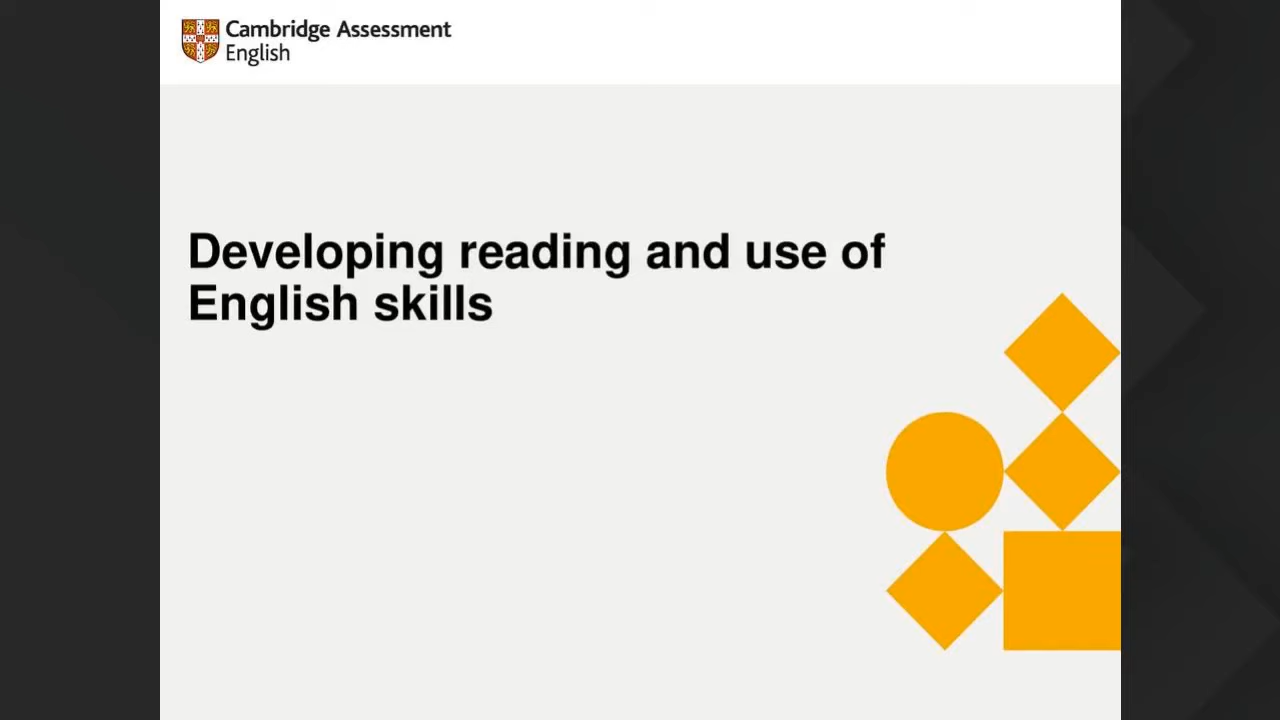 Cambridge Assessment
English
Developing reading and use of
English skills